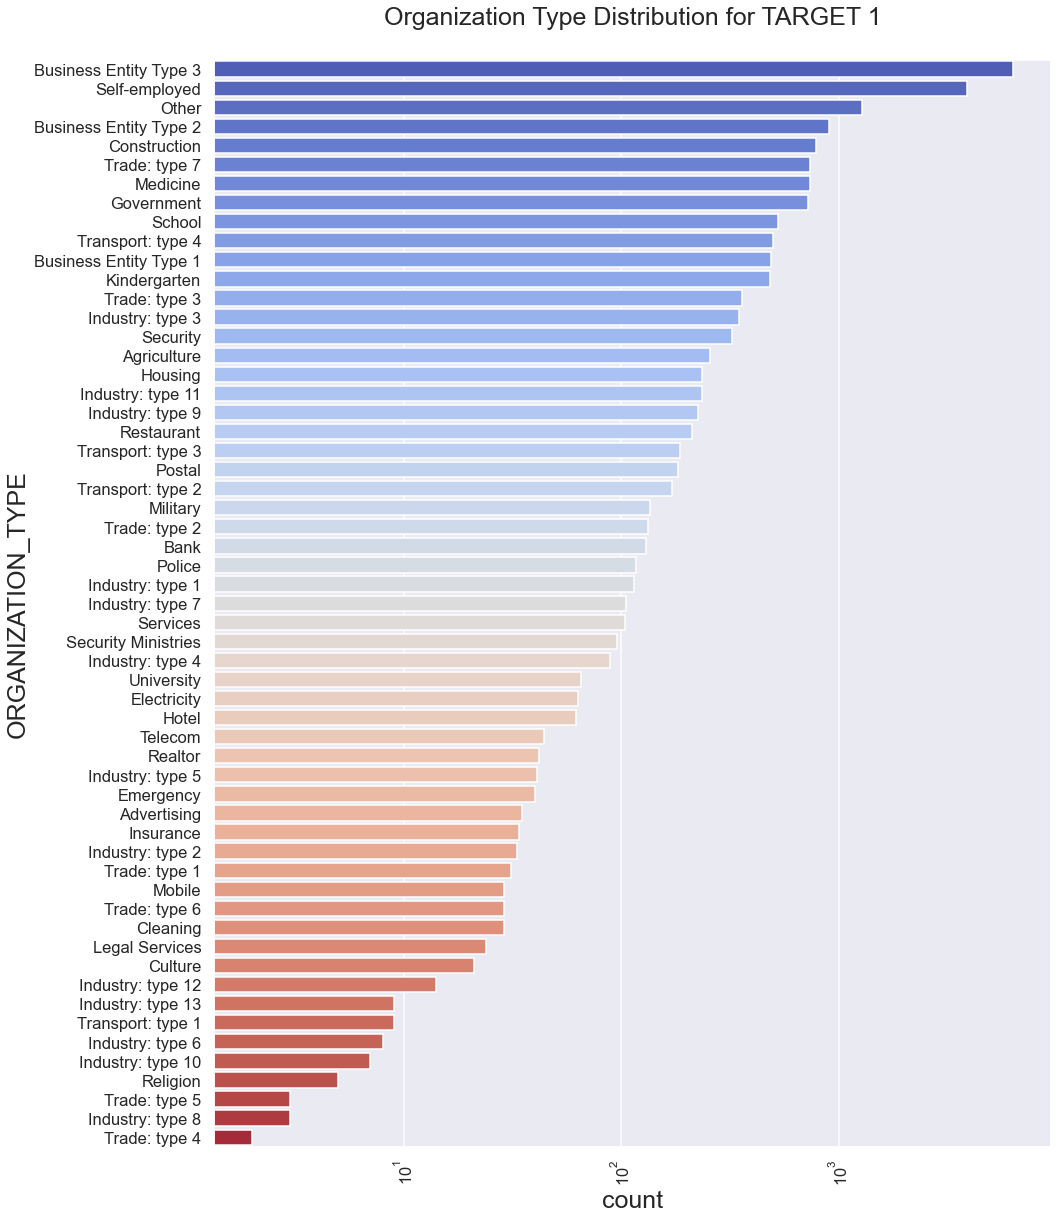 Organization Type Distribution for TARGET 1
ORGANIZATION_TYPE
Business Entity Type 3
Self-employed
Other
Business Entity Type 2
Construction
Trade: type 7
Medicine
Government
School
Transport: type 4
Business Entity Type 1
Kindergarten
Trade: type 3
Industry: type 3
Security
Agriculture
Housing
Industry: type 11
Industry: type 9
Restaurant
Transport: type 3
Postal
Transport: type 2
Military
Trade: type 2
Bank
Police
Industry: type 1
Industry: type 7
Services
Security Ministries
Industry: type 4
University
Electricity
Hotel
Telecom
Realtor
Industry: type 5
Emergency
Advertising
Insurance
Industry: type 2
Trade: type 1
Mobile
Trade: type 6
Cleaning
Legal Services
Culture
Industry: type 12
Industry: type 13
Transport: type 1
Industry: type 6
Industry: type 10
Religion
Trade: type 5
Industry: type 8
Trade: type 4
10¹
10²
10³
count